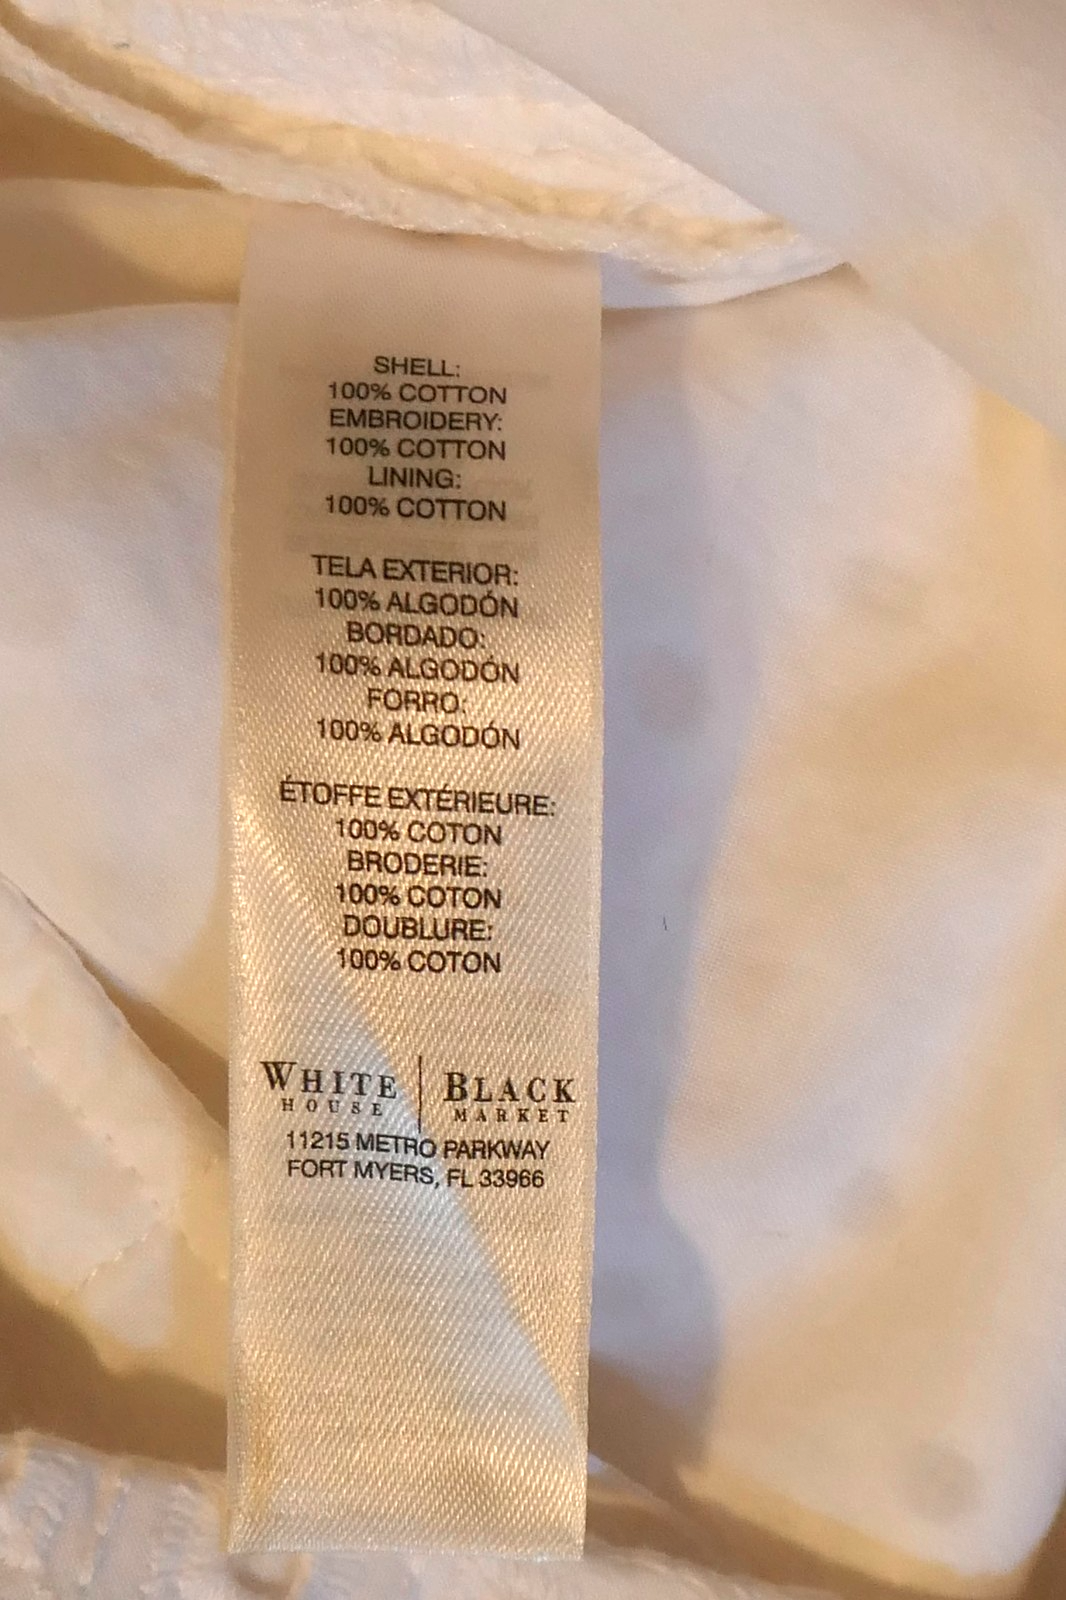 SHELL:
100% COTTON
EMBROIDERY:
100% COTTON
LINING:
100% COTTON
TELA EXTERIOR:
100% ALGODÓN
BORDADO:
100% ALGODÓN
FORRO:
100% ALGODÓN
ÉTOFFE EXTÉRIEURE:
100% COTON
BRODERIE:
100% COTON
DOUBLURE:
100% COTON
WHITE | BLACK
HOUSE MARKET
11215 METRO PARKWAY
FORT MYERS, FL 33966